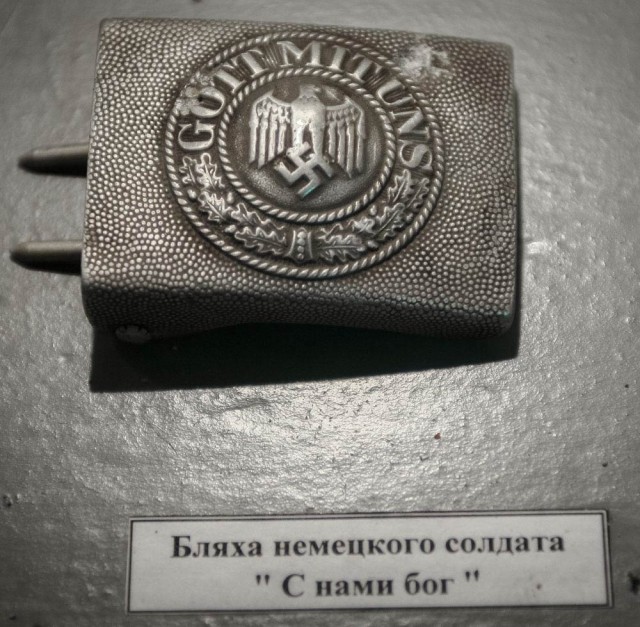 GOTT MIT UNS
Бляха немецкого солдата
" С нами бог "